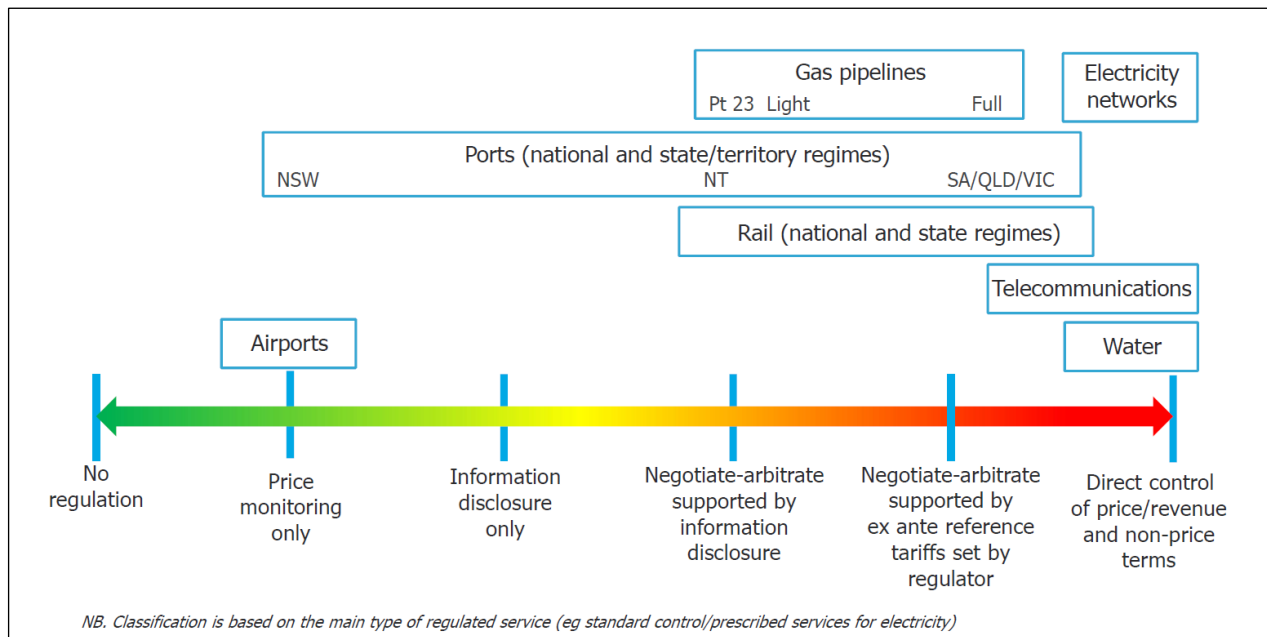 Gas pipelines
Pt 23 Light Full
Electricity
networks
Ports (national and state/territory regimes)
NSW NT SA/QLD/VIC
Rail (national and state regimes)
Telecommunications
Airports
Water
No
regulation
Price
monitoring
only
Information
disclosure
only
Negotiate-arbitrate
supported by
information
disclosure
Negotiate-arbitrate
supported by
ex ante reference
tariffs set by
regulator
Direct control
of price/revenue
and non-price
terms
NB. Classification is based on the main type of regulated service (eg standard control/prescribed services for electricity)